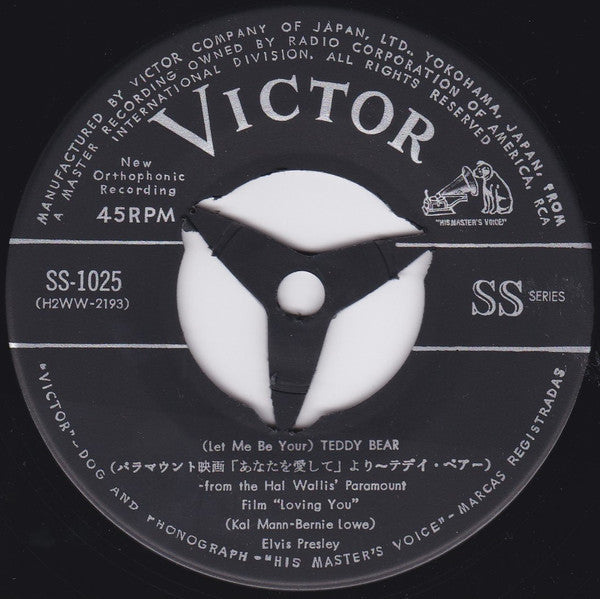 MANUFACTURED BY VICTOR COMPANY OF JAPAN, LTD., YOKOHAMA, JAPAN, FROM
A MASTER RECORDING OWNED BY RADIO CORPORATION OF AMERICA, RCA
INTERNATIONAL DIVISION, ALL RIGHTS RESERVED
VICTOR
New
Orthophonic
Recording
45RPM
"HIS MASTER'S VOICE"
SS-1025
(H2WW-2193)
SS SERIES
(Let Me Be Your) TEDDY BEAR
(パラマウント映画「あなたを愛して」より〜テデイ・ベアー)
-from the Hal Wallis' Paramount
Film "Loving You"
(Kal Mann-Bernie Lowe)
Elvis Presley
"VICTOR"-DOG AND PHONOGRAPH-"HIS MASTER'S VOICE"-MARCAS REGISTRADAS